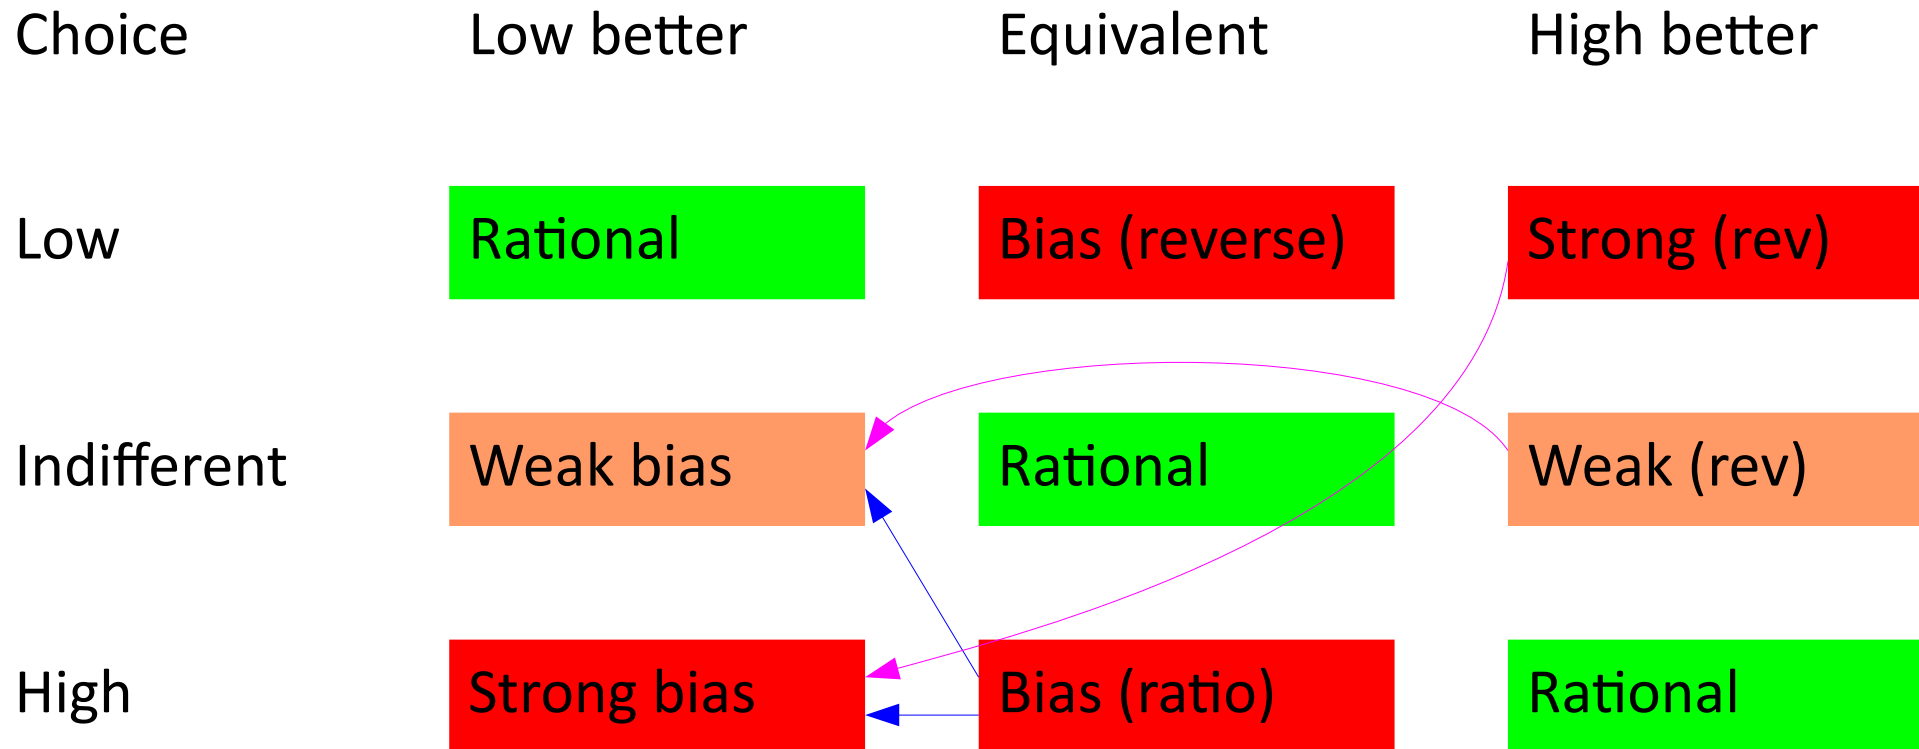 Choice Low better Equivalent High better
Low Rational Bias (reverse) Strong (rev)
Indifferent Weak bias Rational Weak (rev)
High Strong bias Bias (ratio) Rational